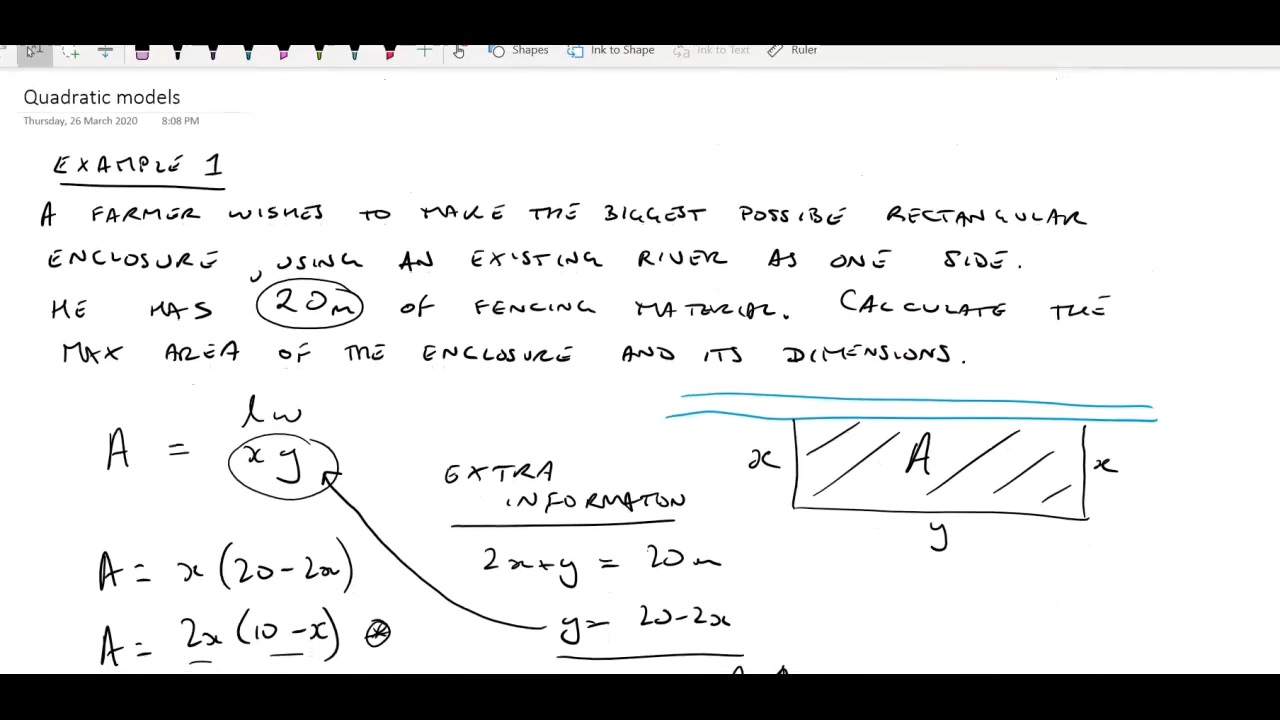 Shapes Ink to Shape Ink to Text Ruler
Quadratic models
Thursday, 26 March 2020 8:08 PM
EXAMPLE 1
A FARMER WISHES TO MAKE THE BIGGEST POSSIBE RECTANGULAR
ENCLOSURE, USING AN EXISTING RIVER AS ONE SIDE.
HE HAS 20m OF FENCING MATERIAL. CALCULATE THE
MAX AREA OF THE ENCLOSURE AND ITS DIMENSIONS.
lw
A = xy
EXTRA
INFORMATON
2x+y = 20m
y= 20-2x
A
x
x
y
A = x(20-2x)
A = 2x(10-x) ⊛